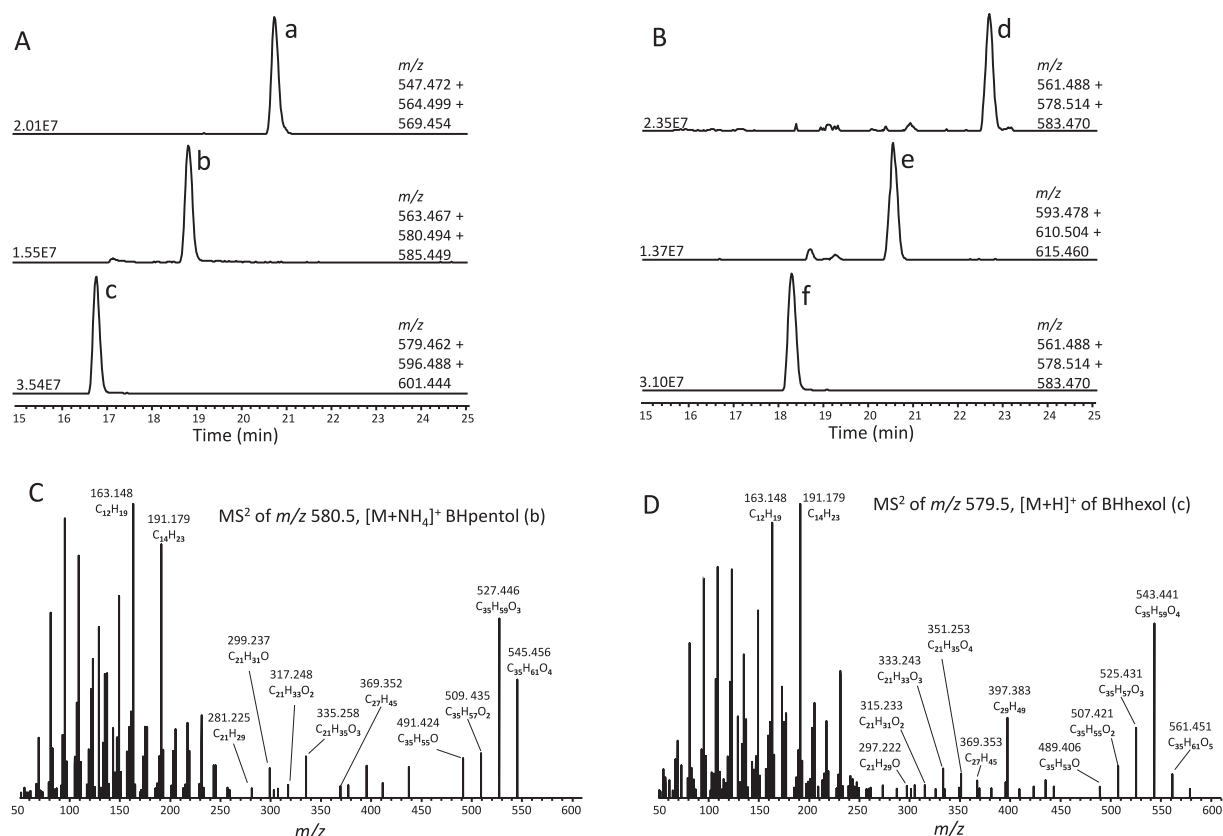 A
a
m/z
547.472 +
564.499 +
569.454
2.01E7
b
m/z
563.467 +
580.494 +
585.449
1.55E7
c
m/z
579.462 +
596.488 +
601.444
3.54E7
15 16 17 18 19 20 21 22 23 24 25
Time (min)
B
d
m/z
561.488 +
578.514 +
583.470
2.35E7
e
m/z
593.478 +
610.504 +
615.460
1.37E7
f
m/z
561.488 +
578.514 +
583.470
3.10E7
15 16 17 18 19 20 21 22 23 24 25
Time (min)
C
MS² of m/z 580.5, [M+NH₄]⁺ BHpentol (b)
163.148
C₁₂H₁₉
191.179
C₁₄H₂₃
527.446
C₃₅H₅₉O₃
545.456
C₃₅H₆₁O₄
299.237
C₂₁H₃₁O
317.248
C₂₁H₃₃O₂
369.352
C₂₇H₄₅
509.435
C₃₅H₅₇O₂
281.225
C₂₁H₂₉
335.258
C₂₁H₃₅O₃
491.424
C₃₅H₅₅O
50 100 150 200 250 300 350 400 450 500 550 600
m/z
D
MS² of m/z 579.5, [M+H]⁺ of BHhexol (c)
163.148
C₁₂H₁₉
191.179
C₁₄H₂₃
543.441
C₃₅H₅₉O₄
351.253
C₂₁H₃₅O₄
333.243
C₂₁H₃₃O₃
397.383
C₂₉H₄₉
525.431
C₃₅H₅₇O₃
315.233
C₂₁H₃₁O₂
507.421
C₃₅H₅₅O₂
561.451
C₃₅H₆₁O₅
297.222
C₂₁H₂₉O
369.353
C₂₇H₄₅
489.406
C₃₅H₅₃O
50 100 150 200 250 300 350 400 450 500 550 600
m/z